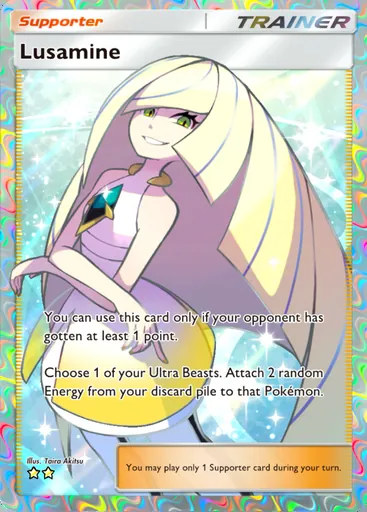 Supporter
TRAINER
Lusamine
You can use this card only if your opponent has
gotten at least 1 point.
Choose 1 of your Ultra Beasts. Attach 2 random
Energy from your discard pile to that Pokémon.
Illus. Taira Akitsu
You may play only 1 Supporter card during your turn.